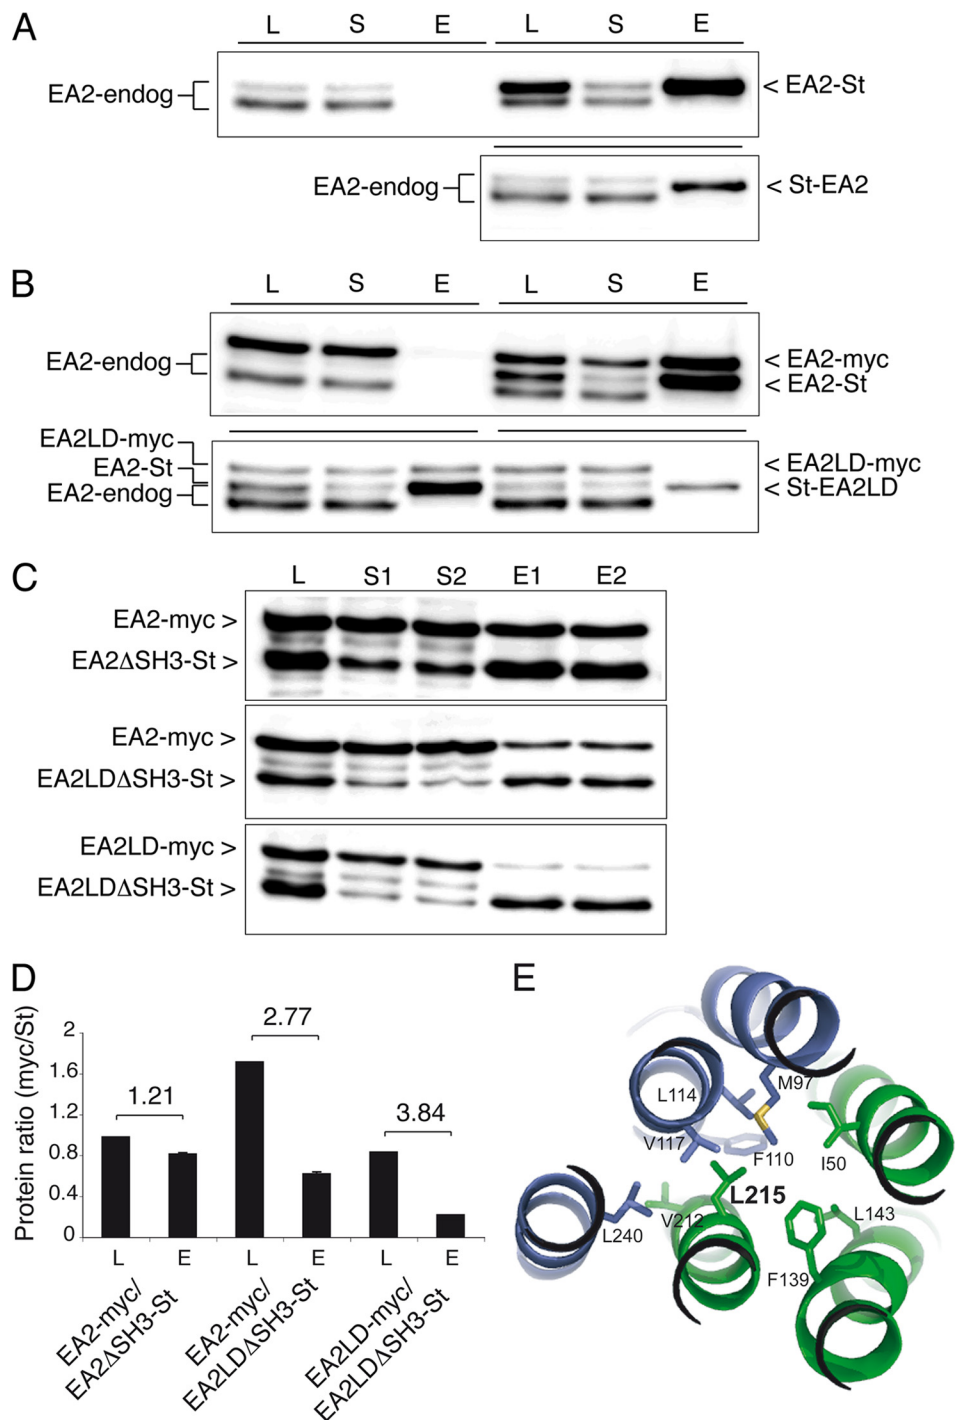 A
L S E L S E
EA2-endog
< EA2-St
EA2-endog
< St-EA2
B
L S E L S E
EA2-endog
< EA2-myc
< EA2-St
EA2LD-myc
EA2-St
EA2-endog
< EA2LD-myc
< St-EA2LD
C
L S1 S2 E1 E2
EA2-myc >
EA2ΔSH3-St >
EA2-myc >
EA2LDΔSH3-St >
EA2LD-myc >
EA2LDΔSH3-St >
D
Protein ratio (myc/St)
2
1.6
1.2
0.8
0.4
0
1.21
2.77
3.84
L E L E L E
EA2-myc/
EA2ΔSH3-St
EA2-myc/
EA2LDΔSH3-St
EA2LD-myc/
EA2LDΔSH3-St
E
M97
L114
V117
F110
I50
L215
L143
V212
L240
F139